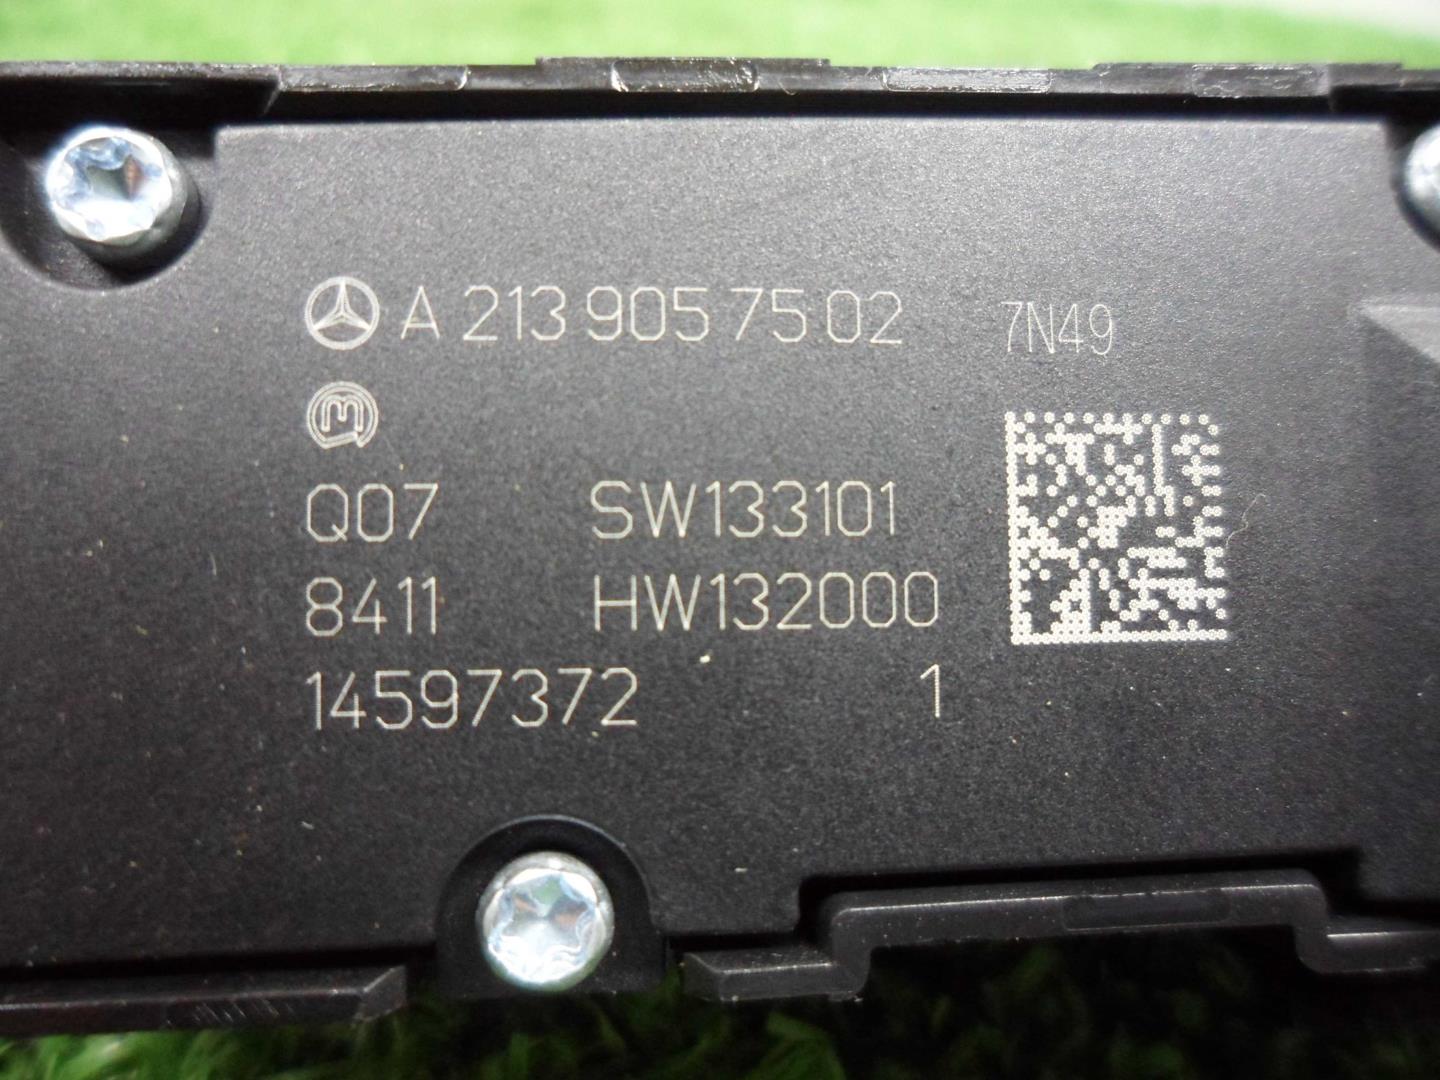 A 213 905 75 02 7N49
m
Q07 SW133101
8411 HW132000
14597372 1